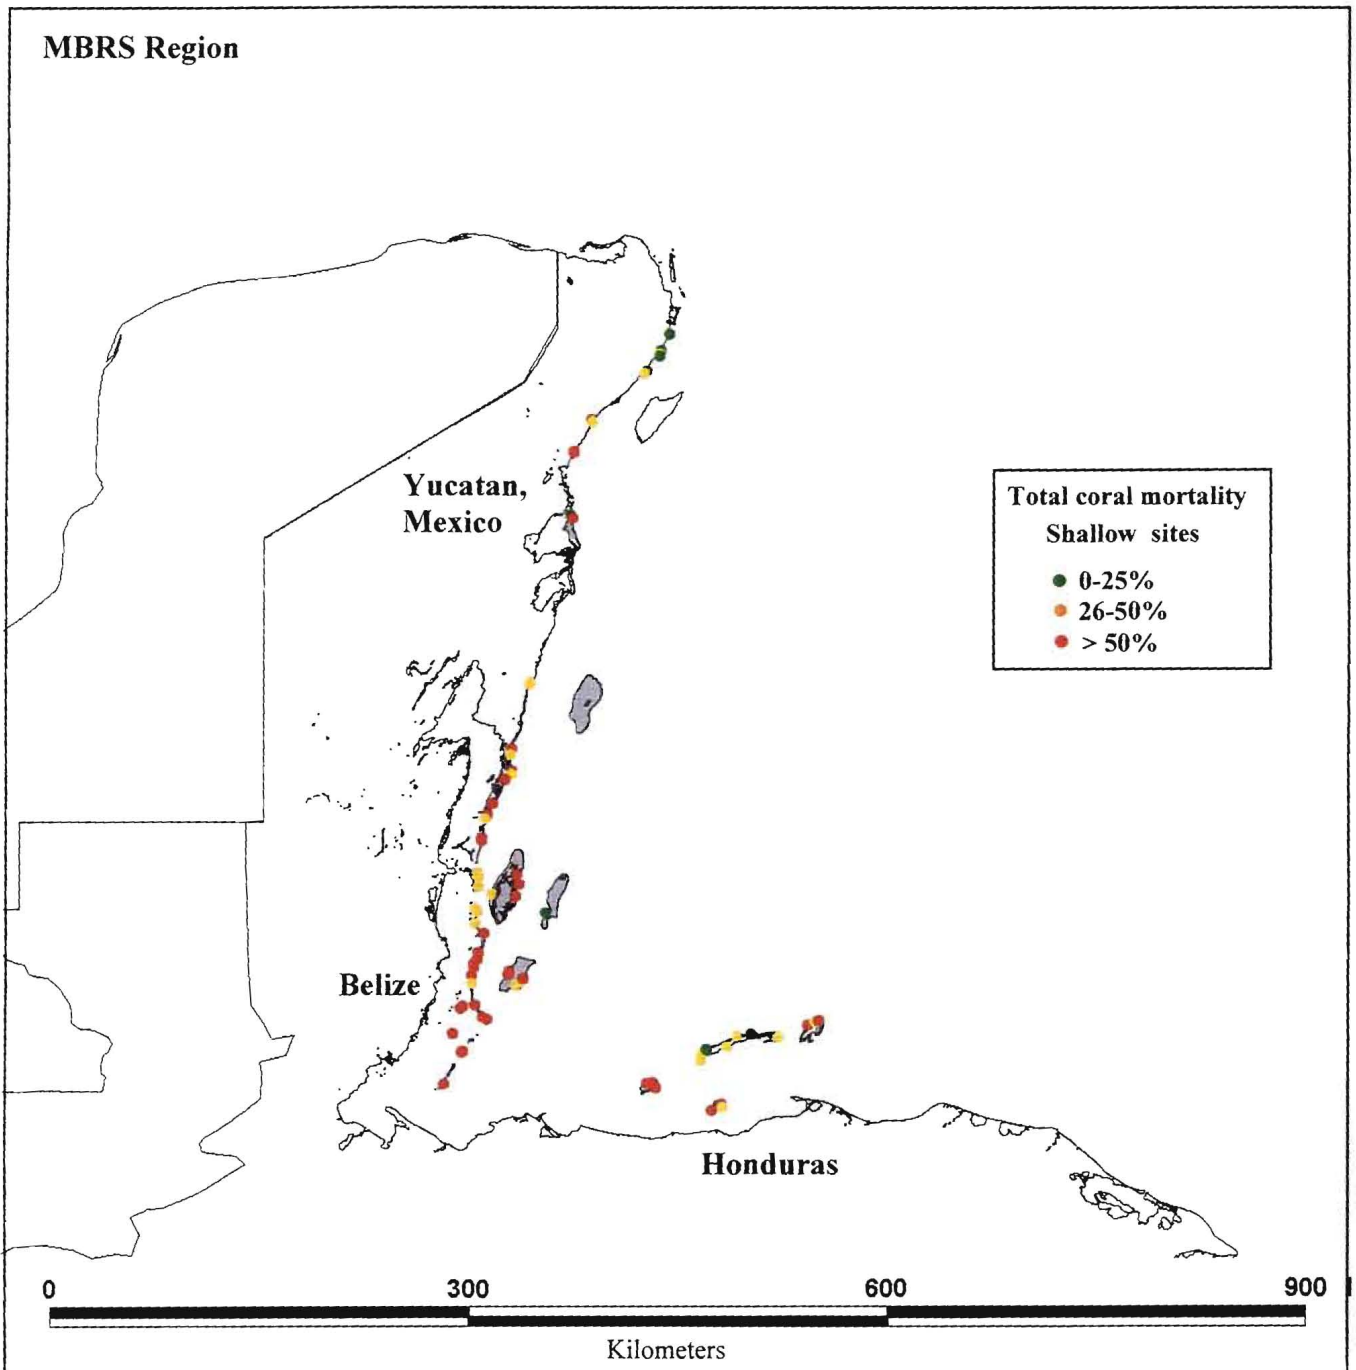 MBRS Region
Yucatan,
Mexico
Total coral mortality
Shallow sites
0-25%
26-50%
> 50%
Belize
Honduras
0 300 600 900
Kilometers